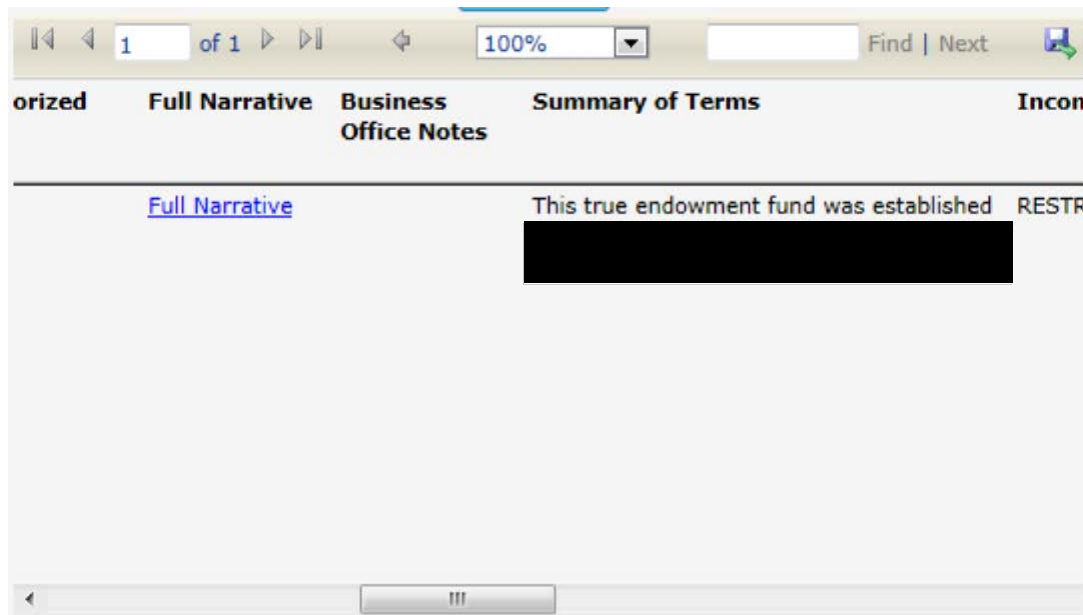 1 of 1 100% Find | Next
orized Full Narrative Business Summary of Terms Incon
Office Notes
Full Narrative This true endowment fund was established RESTR